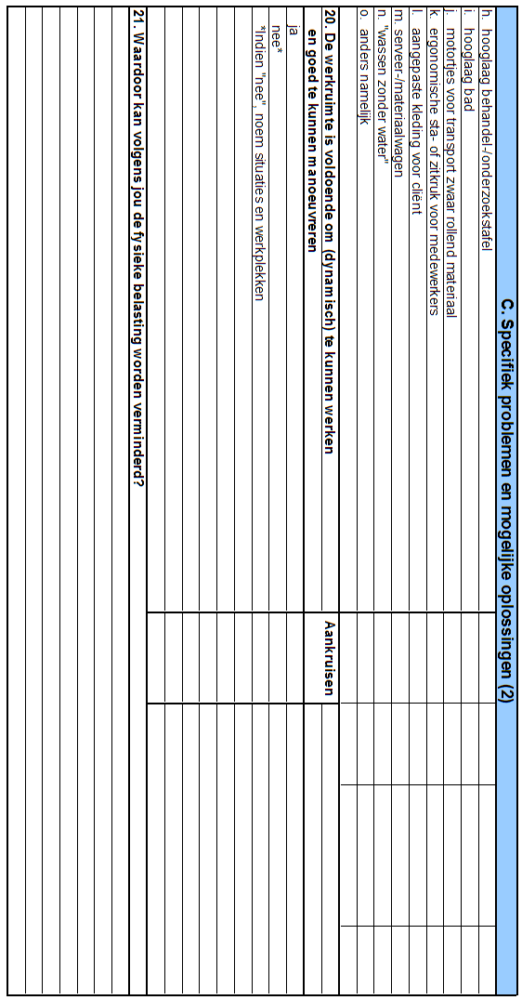 C. Specifiek problemen en mogelijke oplossingen (2)
h. hooglaag behandel-/onderzoekstafel
i. hooglaag bad
j. motortjes voor transport zwaar rollend materiaal
k. ergonomische sta- of zitkruk voor medewerkers
l. aangepaste kleding voor cliënt
m. serveer-/materiaalwagen
n. "wassen zonder water"
o. anders namelijk
20. De werkruimte is voldoende om (dynamisch) te kunnen werken Aankruisen
en goed te kunnen manoeuvreren
ja
nee*
*Indien "nee", noem situaties en werkplekken
21. Waardoor kan volgens jou de fysieke belasting worden verminderd?